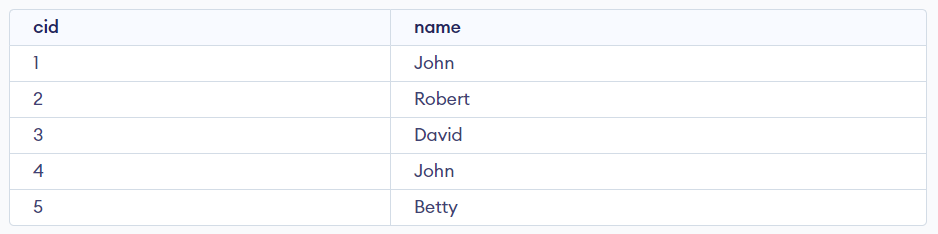 cid name
1 John
2 Robert
3 David
4 John
5 Betty